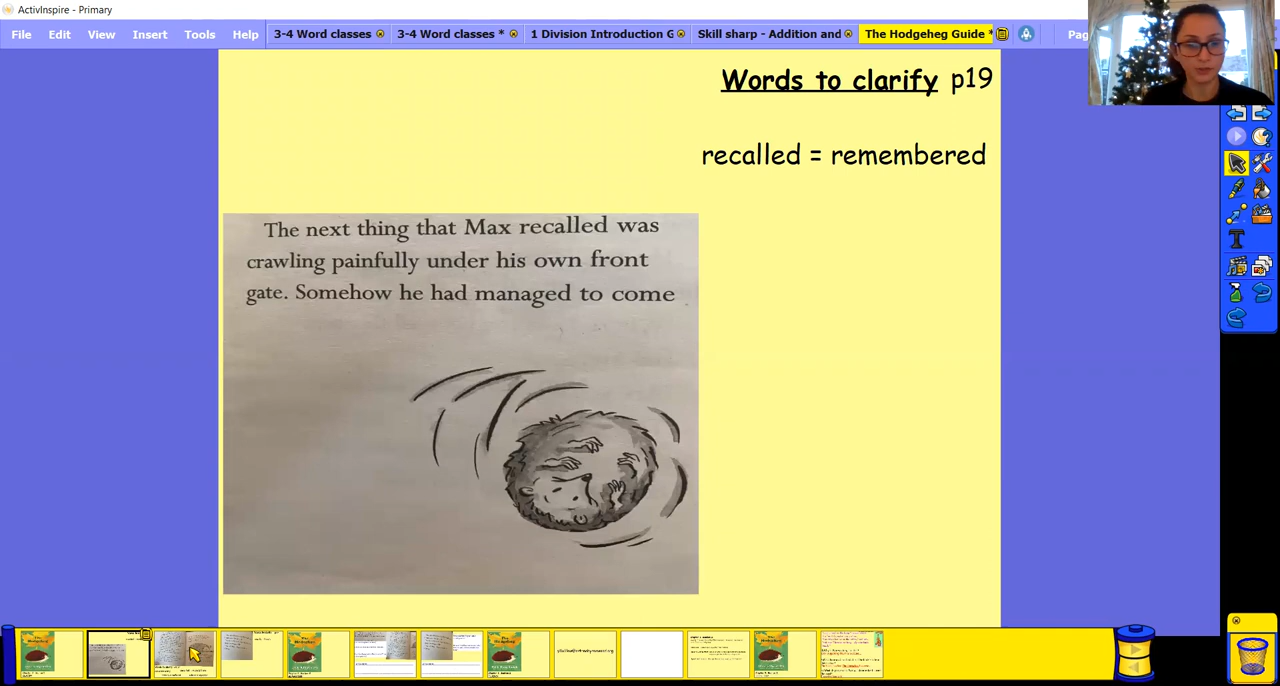 ActivInspire - Primary
File Edit View Insert Tools Help
3-4 Word classes
3-4 Word classes *
1 Division Introduction G
Skill sharp - Addition and
The Hodgeheg Guide *
Pag
Words to clarify p19
recalled = remembered
The next thing that Max recalled was
crawling painfully under his own front
gate. Somehow he had managed to come